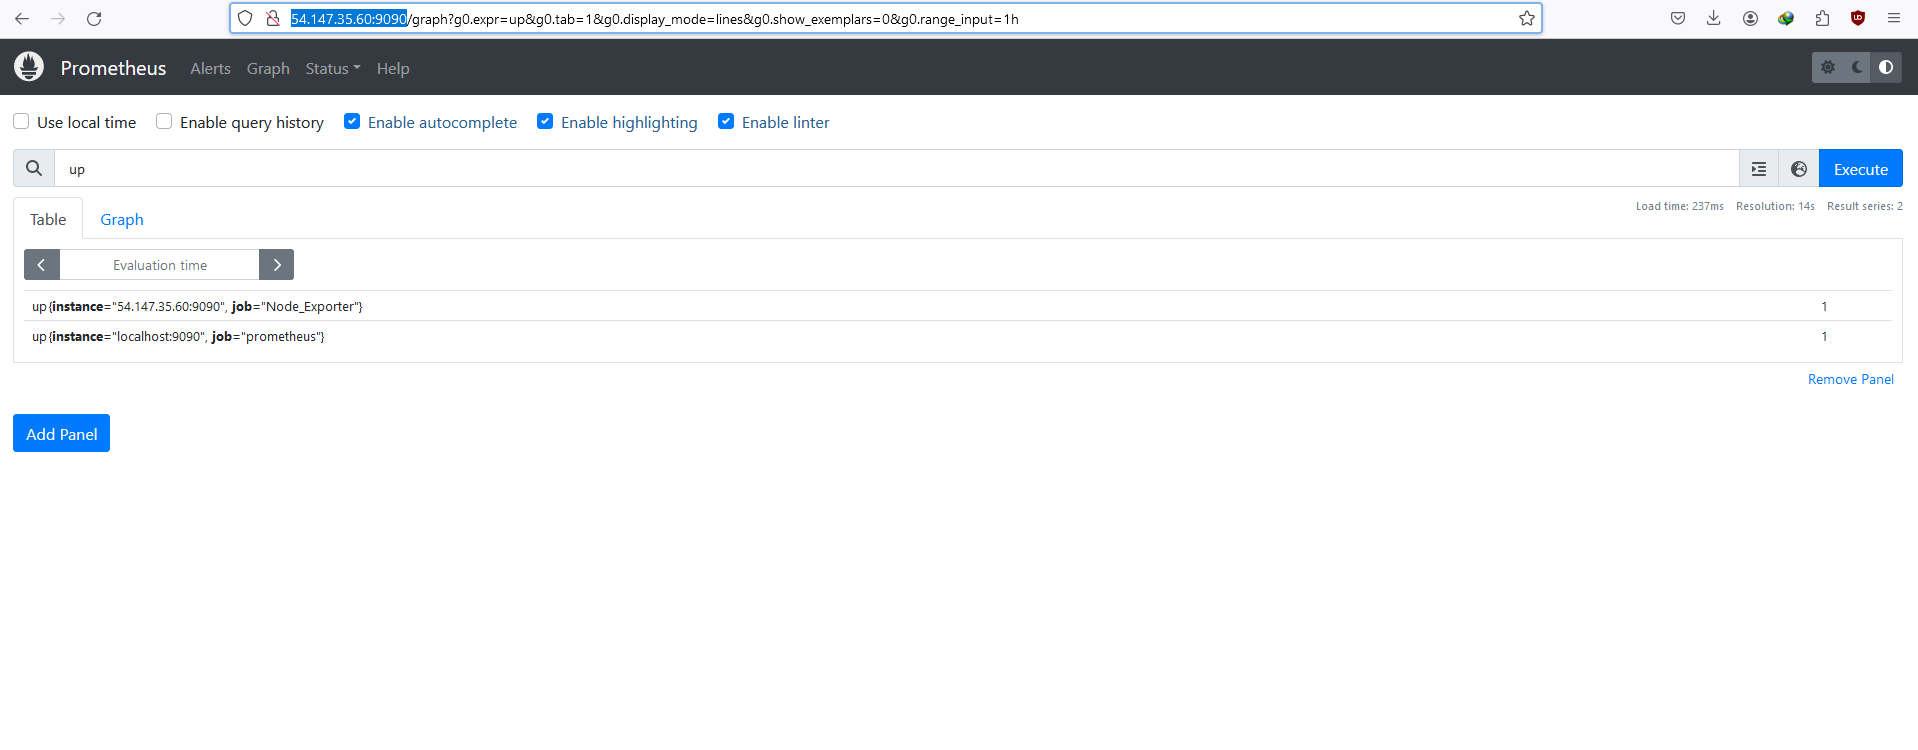 54.147.35.60:9090/graph?g0.expr=up&g0.tab=1&g0.display_mode=lines&g0.show_exemplars=0&g0.range_input=1h
Prometheus Alerts Graph Status Help
Use local time Enable query history Enable autocomplete Enable highlighting Enable linter
up Execute
Table Graph Load time: 237ms Resolution: 14s Result series: 2
Evaluation time
up{instance="54.147.35.60:9090", job="Node_Exporter"} 1
up{instance="localhost:9090", job="prometheus"} 1
Remove Panel
Add Panel